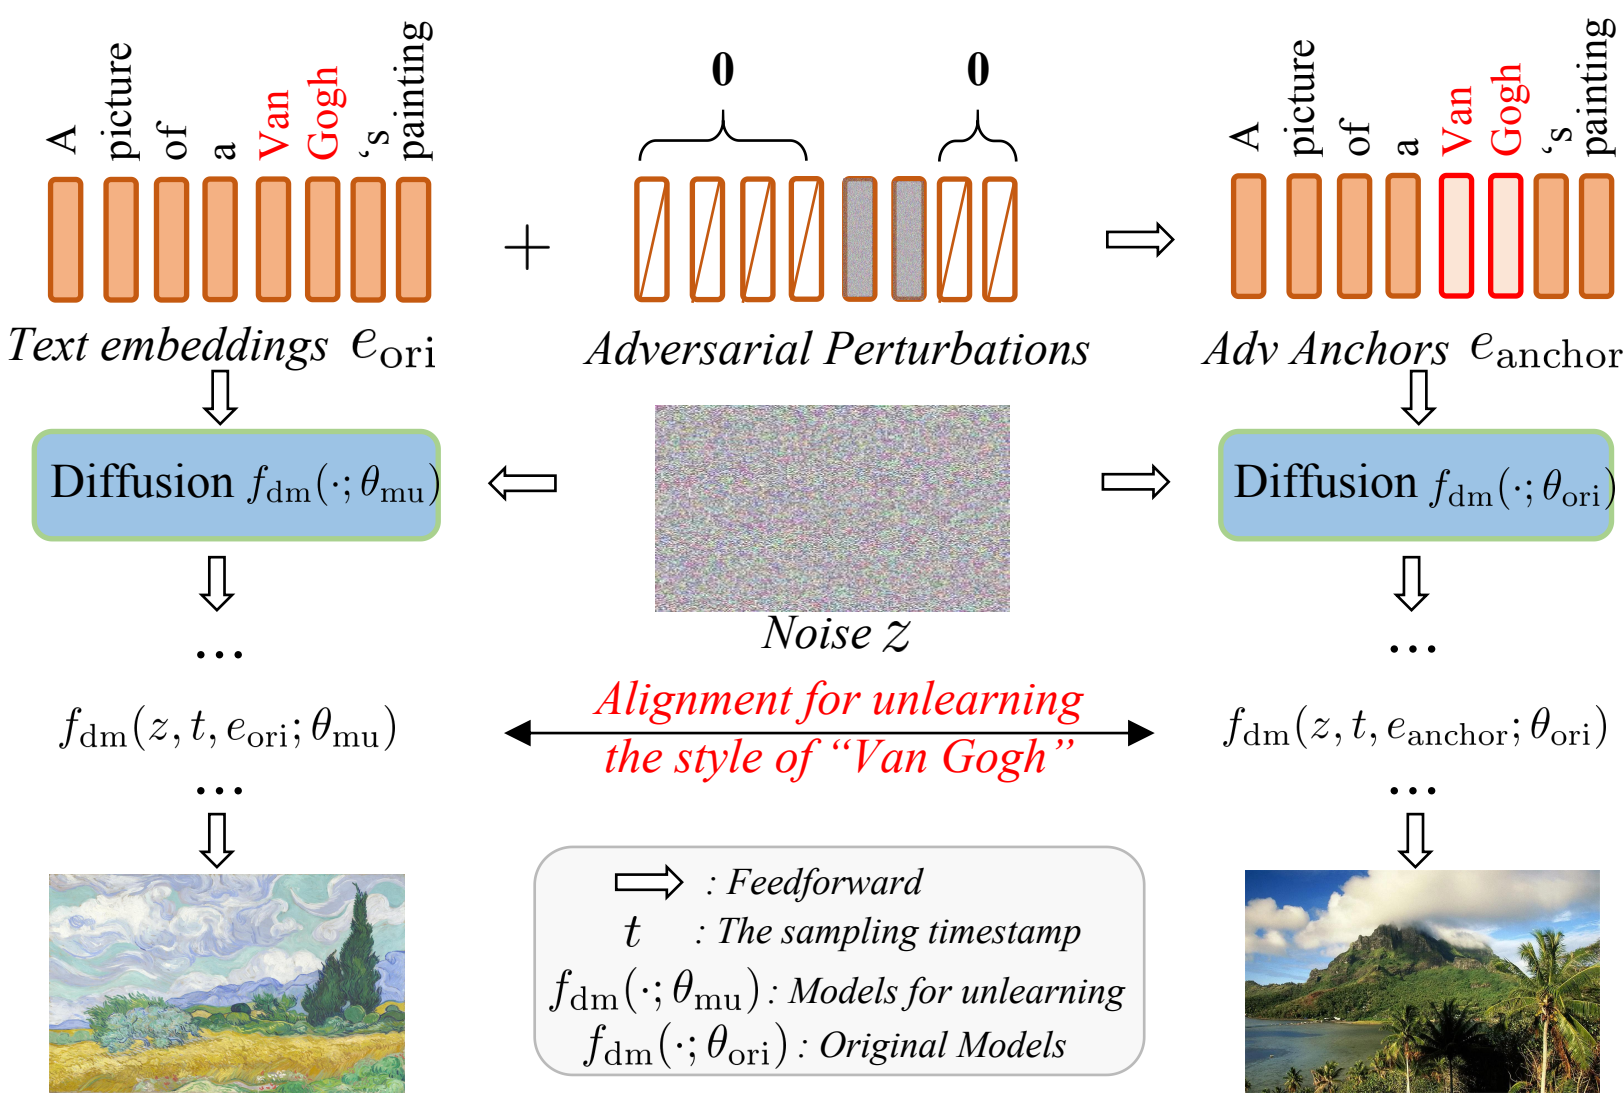 A picture of a Van Gogh ‘s painting
0 0
A picture of a Van Gogh ‘s painting
+
Text embeddings e_ori
Adversarial Perturbations
Adv Anchors e_anchor
Diffusion f_dm(·; θ_mu)
Diffusion f_dm(·; θ_ori)
Noise z
...
...
Alignment for unlearning
the style of “Van Gogh”
f_dm(z, t, e_ori; θ_mu)
f_dm(z, t, e_anchor; θ_ori)
...
...
: Feedforward
t : The sampling timestamp
f_dm(·; θ_mu) : Models for unlearning
f_dm(·; θ_ori) : Original Models